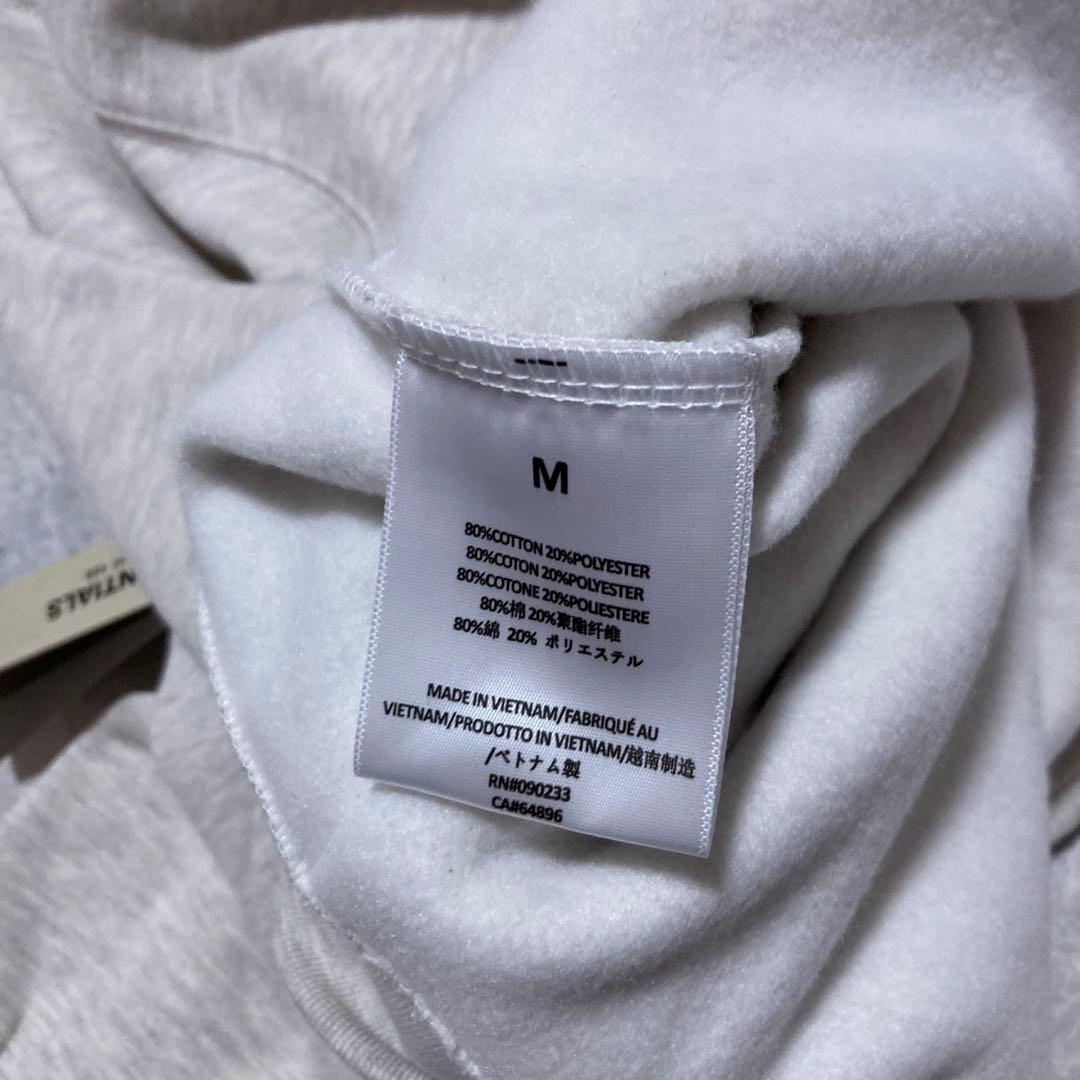 M
80%COTTON 20%POLYESTER
80%COTON 20%POLYESTER
80%COTONE 20%POLIESTERE
80%棉 20%聚酯纤维
80%綿 20% ポリエステル
MADE IN VIETNAM/FABRIQUÉ AU
VIETNAM/PRODOTTO IN VIETNAM/越南制造
/ベトナム製
RN#090233
CA#64896
NTIALS